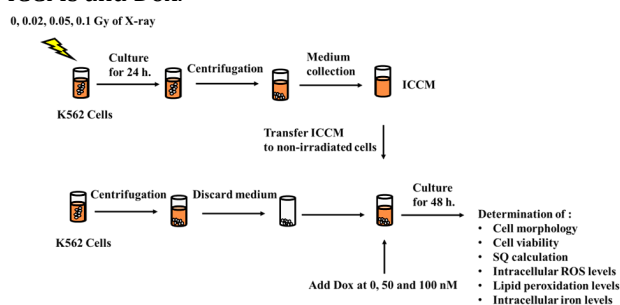 0, 0.02, 0.05, 0.1 Gy of X-ray
Culture
for 24 h.
Centrifugation
Medium
collection
ICCM
K562 Cells
Transfer ICCM
to non-irradiated cells
Centrifugation
Discard medium
Culture
for 48 h.
K562 Cells
Add Dox at 0, 50 and 100 nM
Determination of :
• Cell morphology
• Cell viability
• SQ calculation
• Intracellular ROS levels
• Lipid peroxidation levels
• Intracellular iron levels